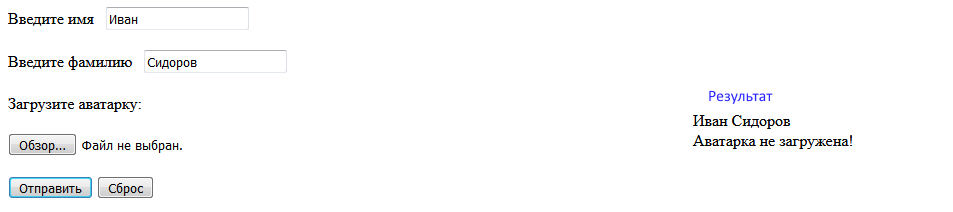 Введите имя Иван
Введите фамилию Сидоров
Загрузите аватарку:
Обзор... Файл не выбран.
Отправить Сброс
Результат
Иван Сидоров
Аватарка не загружена!